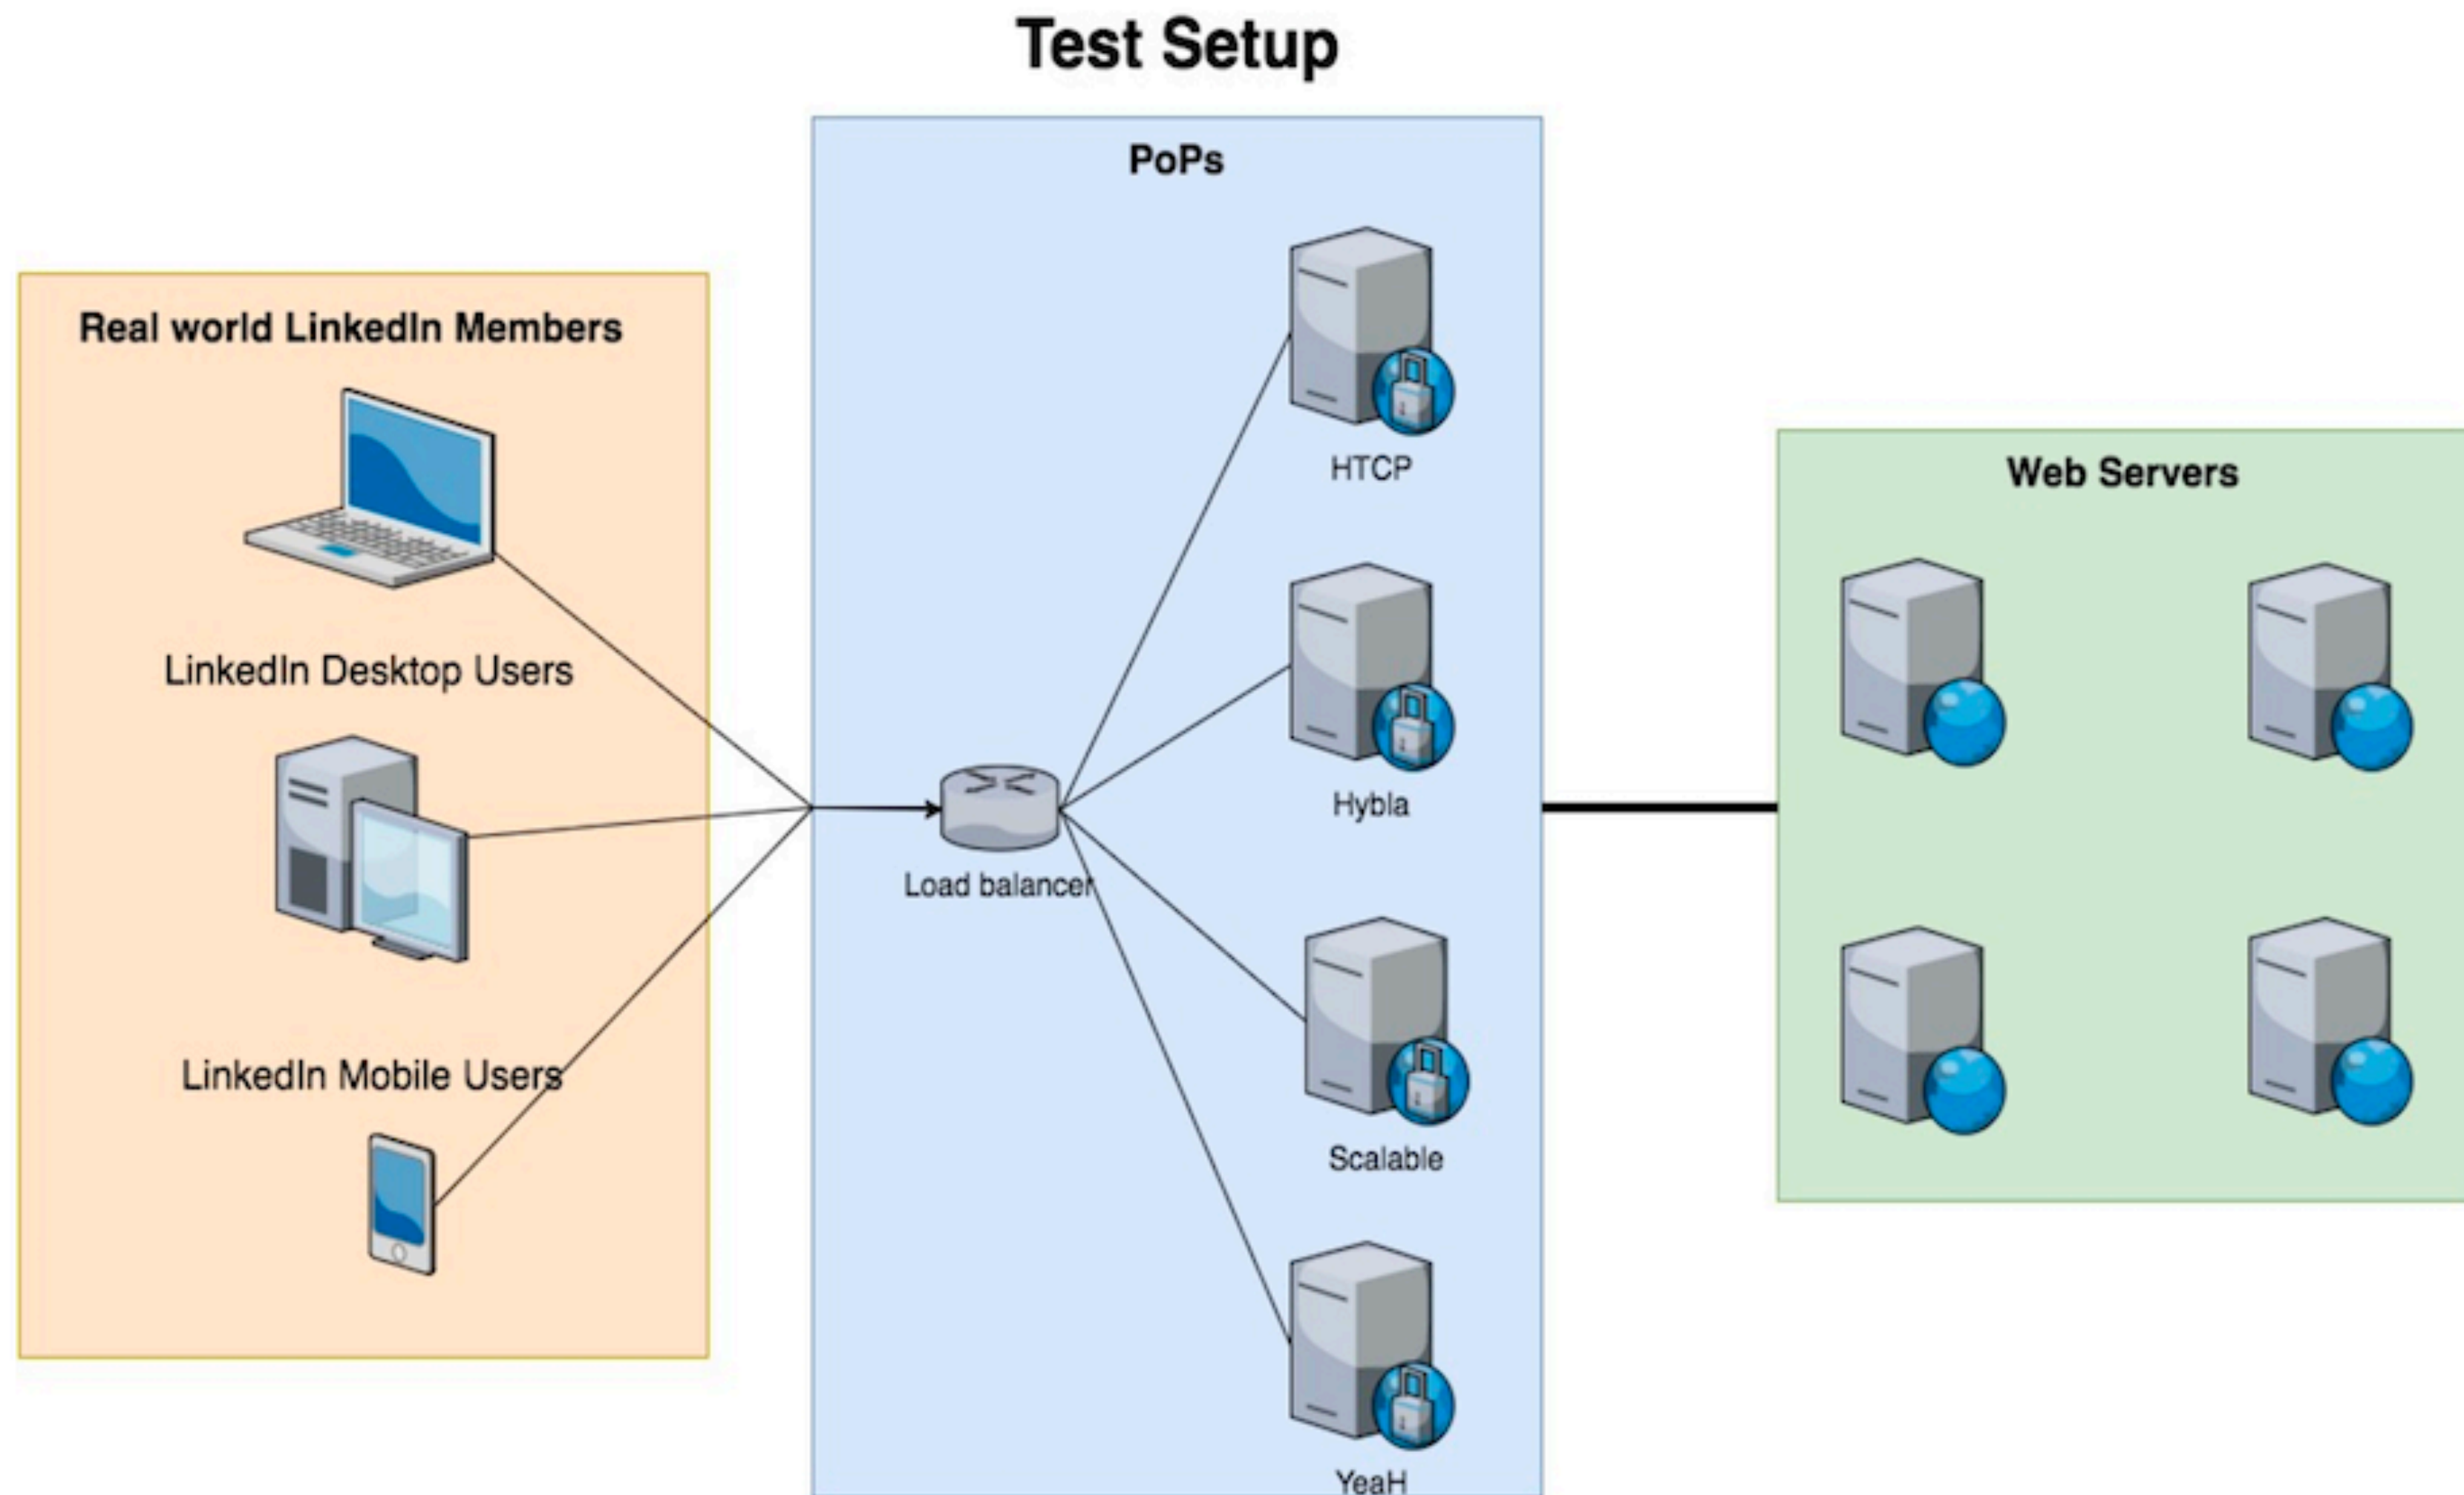 Test Setup
PoPs
Real world LinkedIn Members
LinkedIn Desktop Users
LinkedIn Mobile Users
Load balancer
HTCP
Hybla
Scalable
YeaH
Web Servers